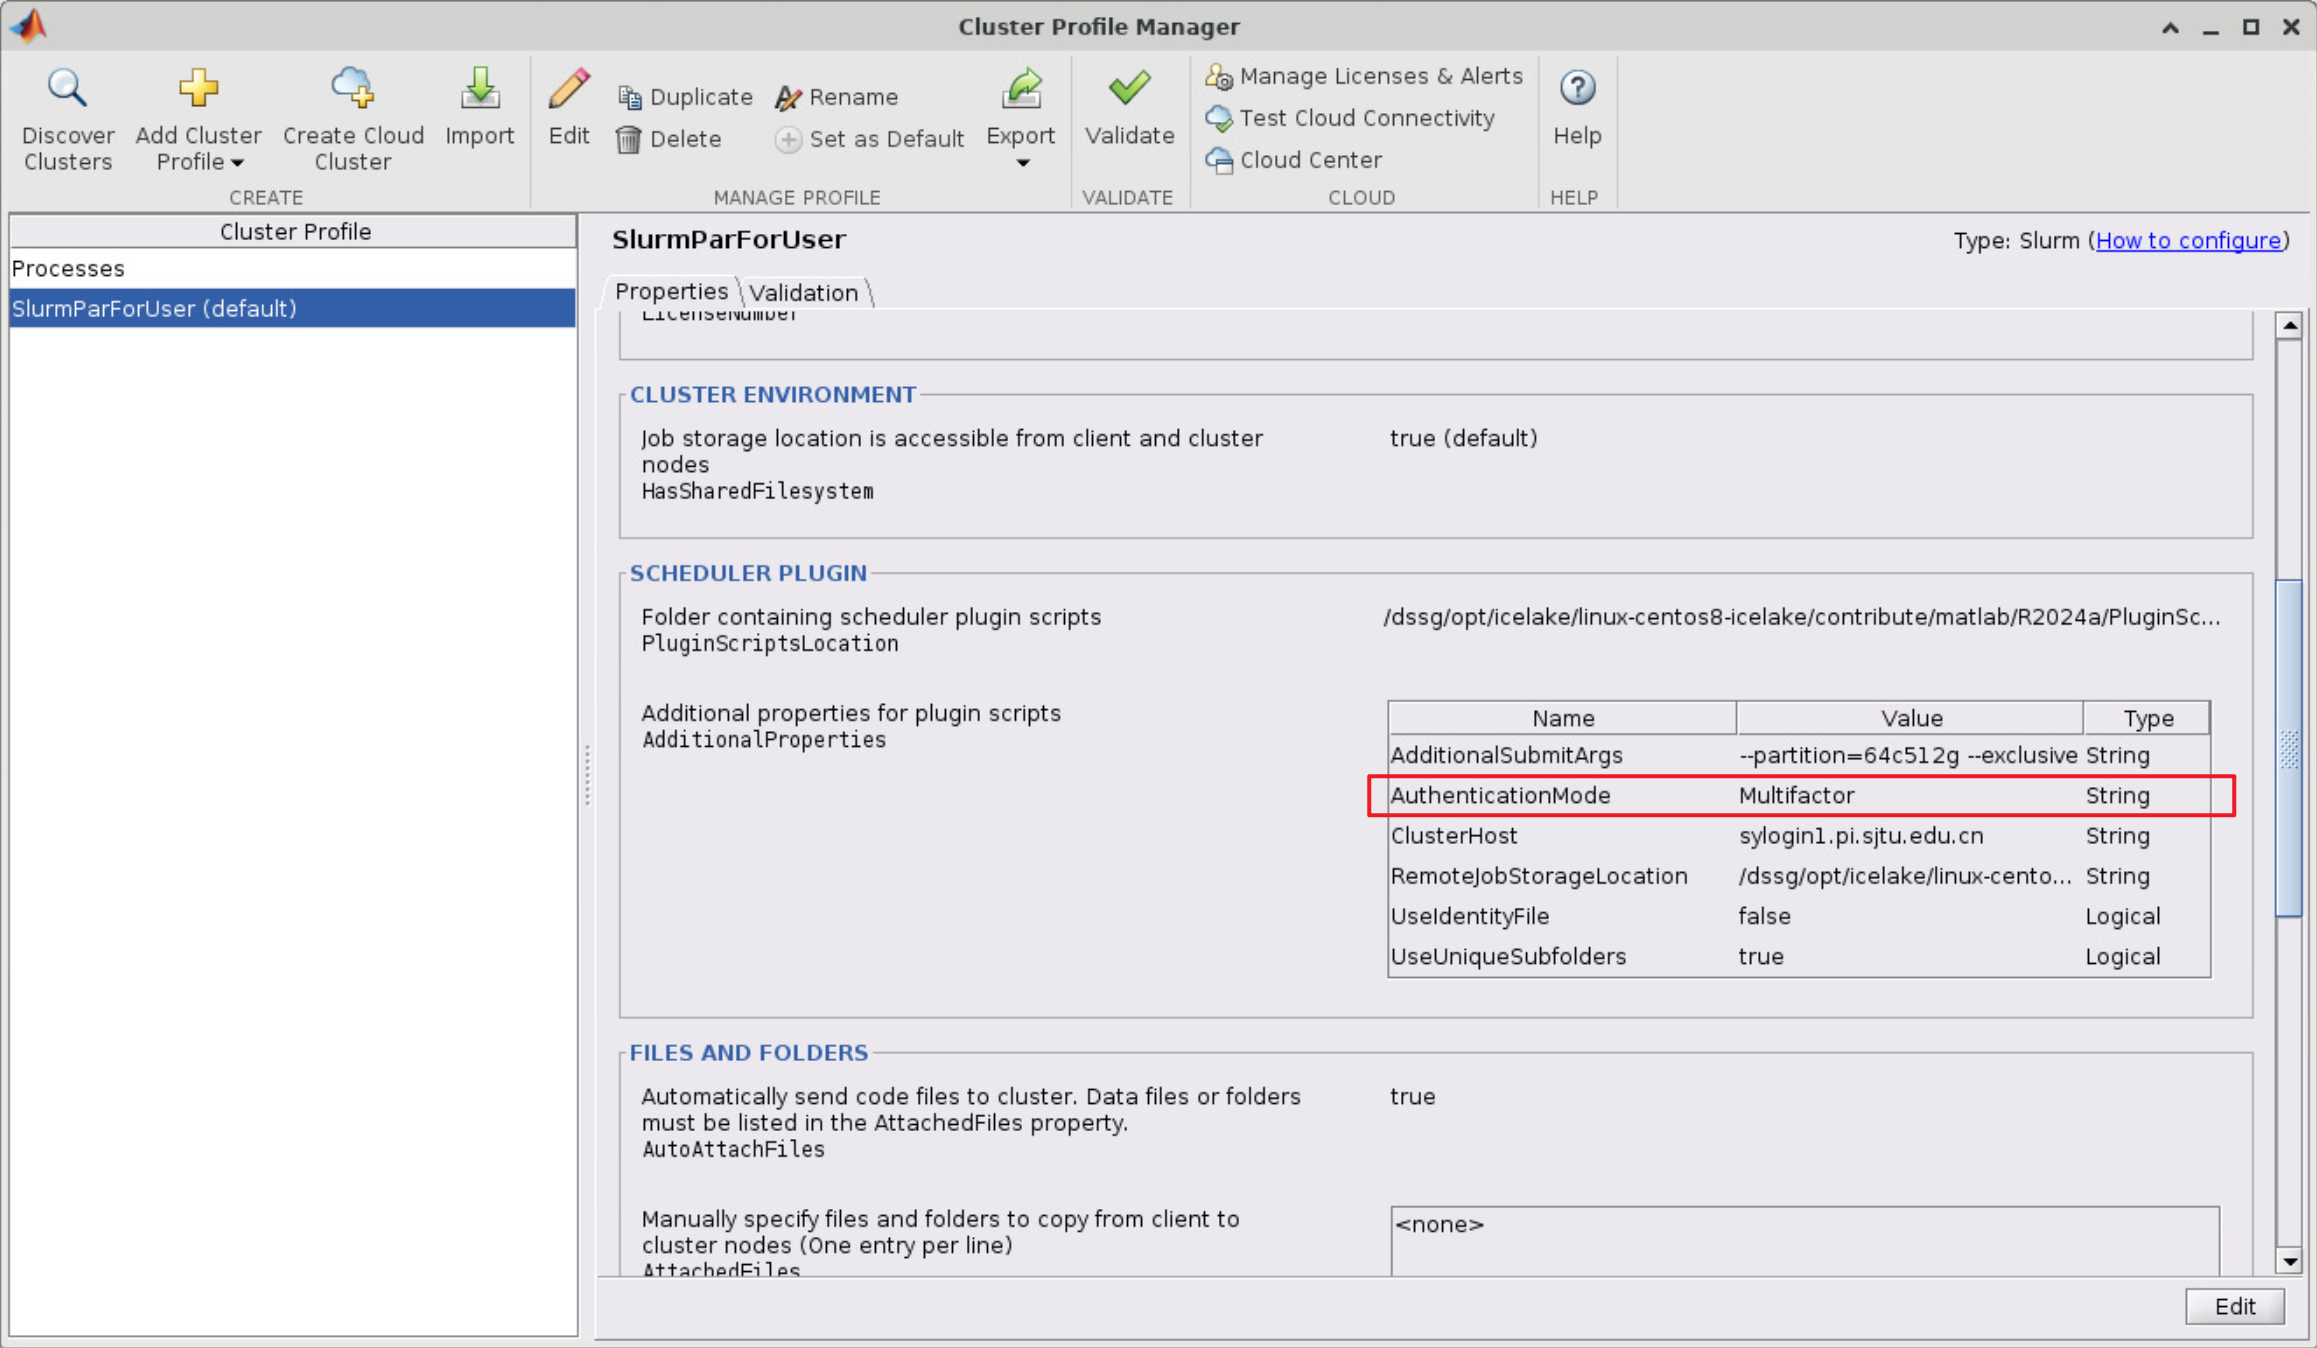 Cluster Profile Manager
Discover Clusters
Add Cluster Profile
Create Cloud Cluster
Import
Edit
Duplicate
Delete
Rename
Set as Default
Export
Validate
Manage Licenses & Alerts
Test Cloud Connectivity
Cloud Center
Help
CREATE
MANAGE PROFILE
VALIDATE
CLOUD
HELP
Cluster Profile
Processes
SlurmParForUser (default)
SlurmParForUser
Type: Slurm (How to configure)
Properties
Validation
LicenseNumber
CLUSTER ENVIRONMENT
Job storage location is accessible from client and cluster
nodes
HasSharedFilesystem
true (default)
SCHEDULER PLUGIN
Folder containing scheduler plugin scripts
PluginScriptsLocation
/dssg/opt/icelake/linux-centos8-icelake/contribute/matlab/R2024a/PluginSc...
Additional properties for plugin scripts
AdditionalProperties
Name Value Type
AdditionalSubmitArgs --partition=64c512g --exclusive String
AuthenticationMode Multifactor String
ClusterHost sylogin1.pi.sjtu.edu.cn String
RemoteJobStorageLocation /dssg/opt/icelake/linux-cento... String
UseIdentityFile false Logical
UseUniqueSubfolders true Logical
FILES AND FOLDERS
Automatically send code files to cluster. Data files or folders
must be listed in the AttachedFiles property.
AutoAttachFiles
true
Manually specify files and folders to copy from client to
cluster nodes (One entry per line)
AttachedFiles
<none>
Edit